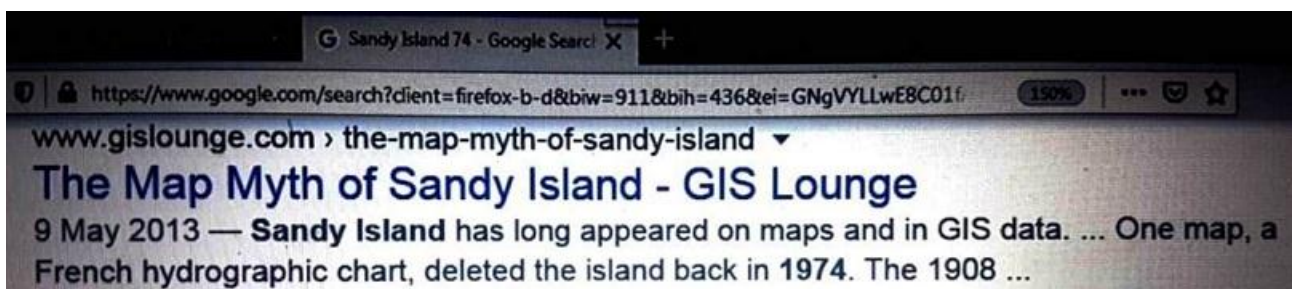 G Sandy Island 74 - Google Searc
https://www.google.com/search?client=firefox-b-d&biw=911&bih=436&ei=GNgVYLLwE8C01f
150%
www.gislounge.com › the-map-myth-of-sandy-island
The Map Myth of Sandy Island - GIS Lounge
9 May 2013 — Sandy Island has long appeared on maps and in GIS data. ... One map, a
French hydrographic chart, deleted the island back in 1974. The 1908 ...